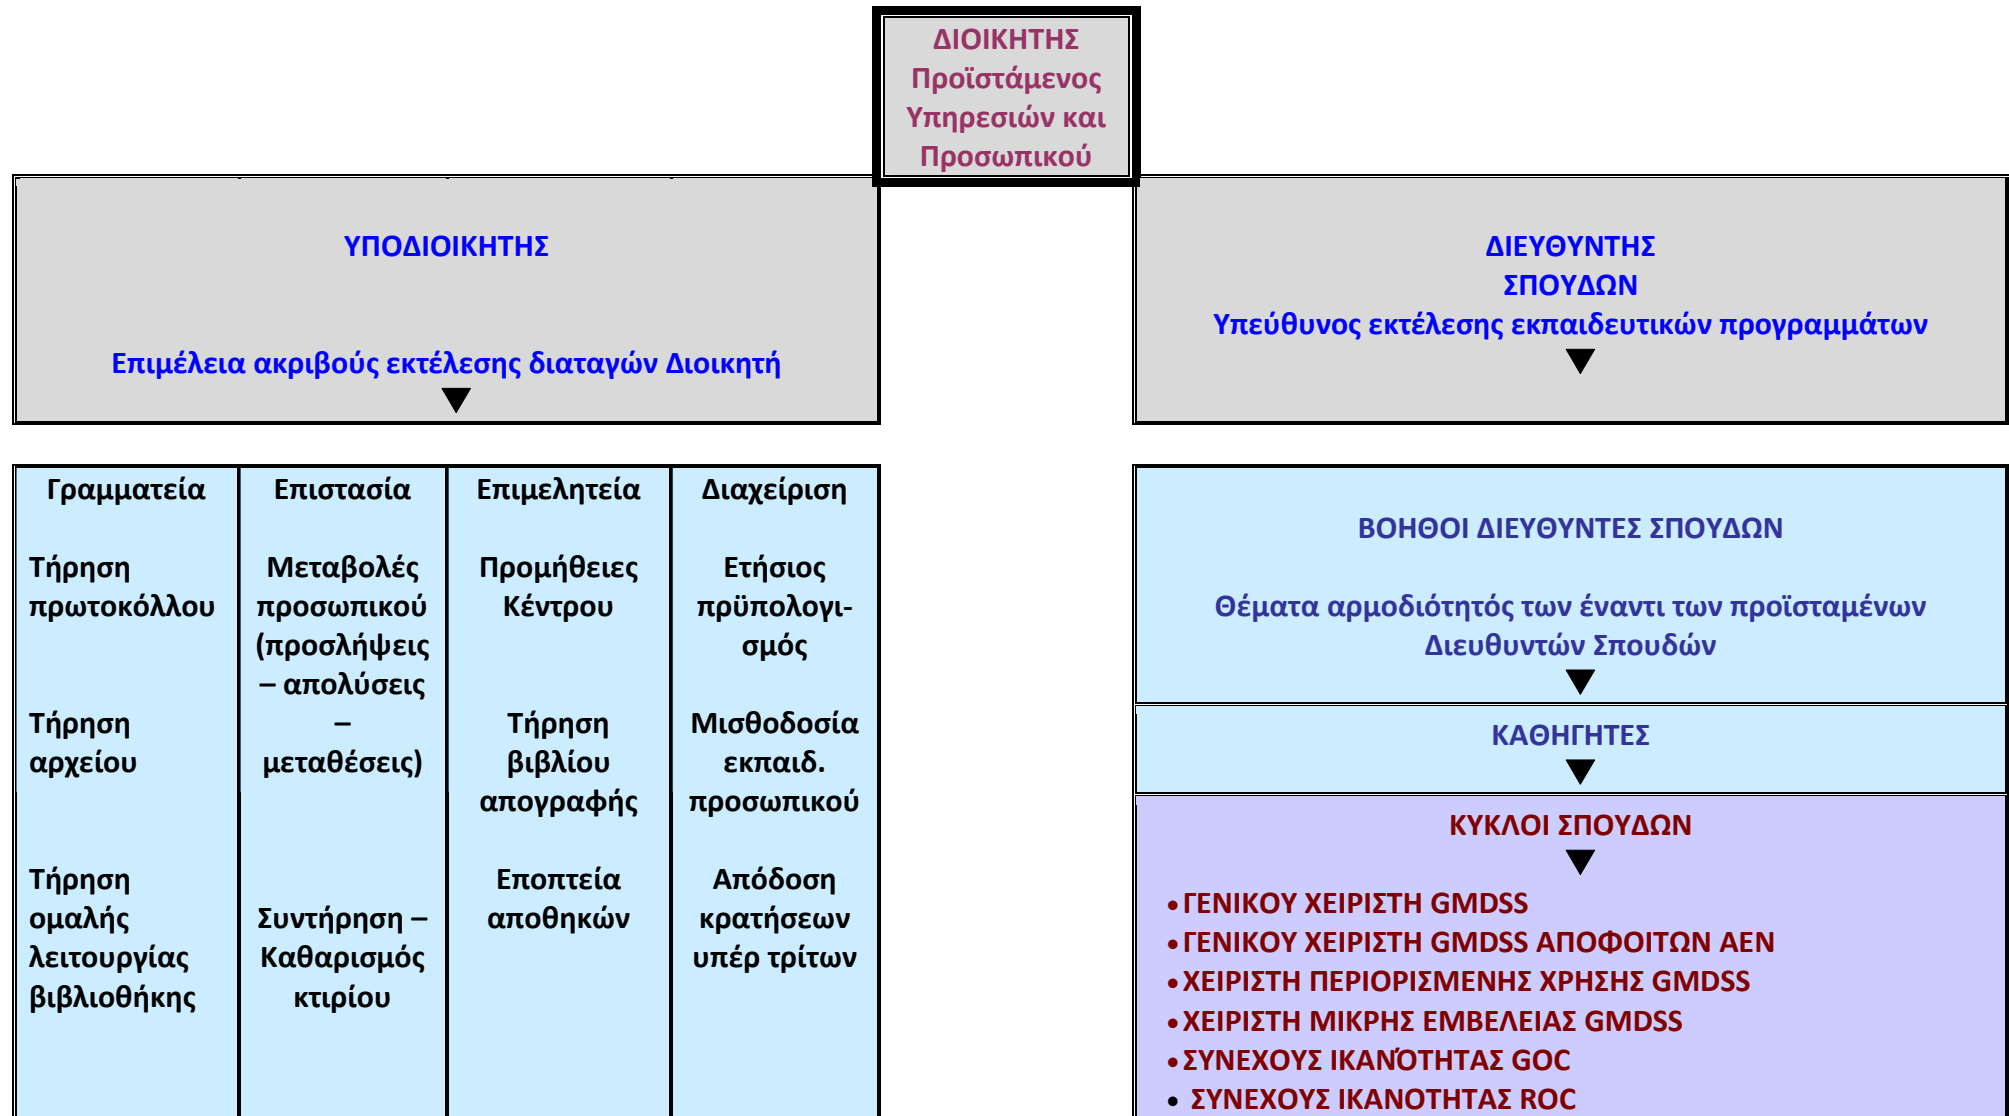 ΔΙΟΙΚΗΤΗΣ
Προϊστάμενος
Υπηρεσιών και
Προσωπικού
ΥΠΟΔΙΟΙΚΗΤΗΣ
Επιμέλεια ακριβούς εκτέλεσης διαταγών Διοικητή
ΔΙΕΥΘΥΝΤΗΣ
ΣΠΟΥΔΩΝ
Υπεύθυνος εκτέλεσης εκπαιδευτικών προγραμμάτων
Γραμματεία
Τήρηση
πρωτοκόλλου
Τήρηση
αρχείου
Τήρηση
ομαλής
λειτουργίας
βιβλιοθήκης
Επιστασία
Μεταβολές
προσωπικού
(προσλήψεις
– απολύσεις
–
μεταθέσεις)
Συντήρηση –
Καθαρισμός
κτιρίου
Επιμελητεία
Προμήθειες
Κέντρου
Τήρηση
βιβλίου
απογραφής
Εποπτεία
αποθηκών
Διαχείριση
Ετήσιος
πρϋπολογι-
σμός
Μισθοδοσία
εκπαιδ.
προσωπικού
Απόδοση
κρατήσεων
υπέρ τρίτων
ΒΟΗΘΟΙ ΔΙΕΥΘΥΝΤΕΣ ΣΠΟΥΔΩΝ
Θέματα αρμοδιότητός των έναντι των προϊσταμένων
Διευθυντών Σπουδών
ΚΑΘΗΓΗΤΕΣ
ΚΥΚΛΟΙ ΣΠΟΥΔΩΝ
• ΓΕΝΙΚΟΥ ΧΕΙΡΙΣΤΗ GMDSS
• ΓΕΝΙΚΟΥ ΧΕΙΡΙΣΤΗ GMDSS ΑΠΟΦΟΙΤΩΝ ΑΕΝ
• ΧΕΙΡΙΣΤΗ ΠΕΡΙΟΡΙΣΜΕΝΗΣ ΧΡΗΣΗΣ GMDSS
• ΧΕΙΡΙΣΤΗ ΜΙΚΡΗΣ ΕΜΒΕΛΕΙΑΣ GMDSS
• ΣΥΝΕΧΟΥΣ ΙΚΑΝΌΤΗΤΑΣ GOC
• ΣΥΝΕΧΟΥΣ ΙΚΑΝΟΤΗΤΑΣ ROC